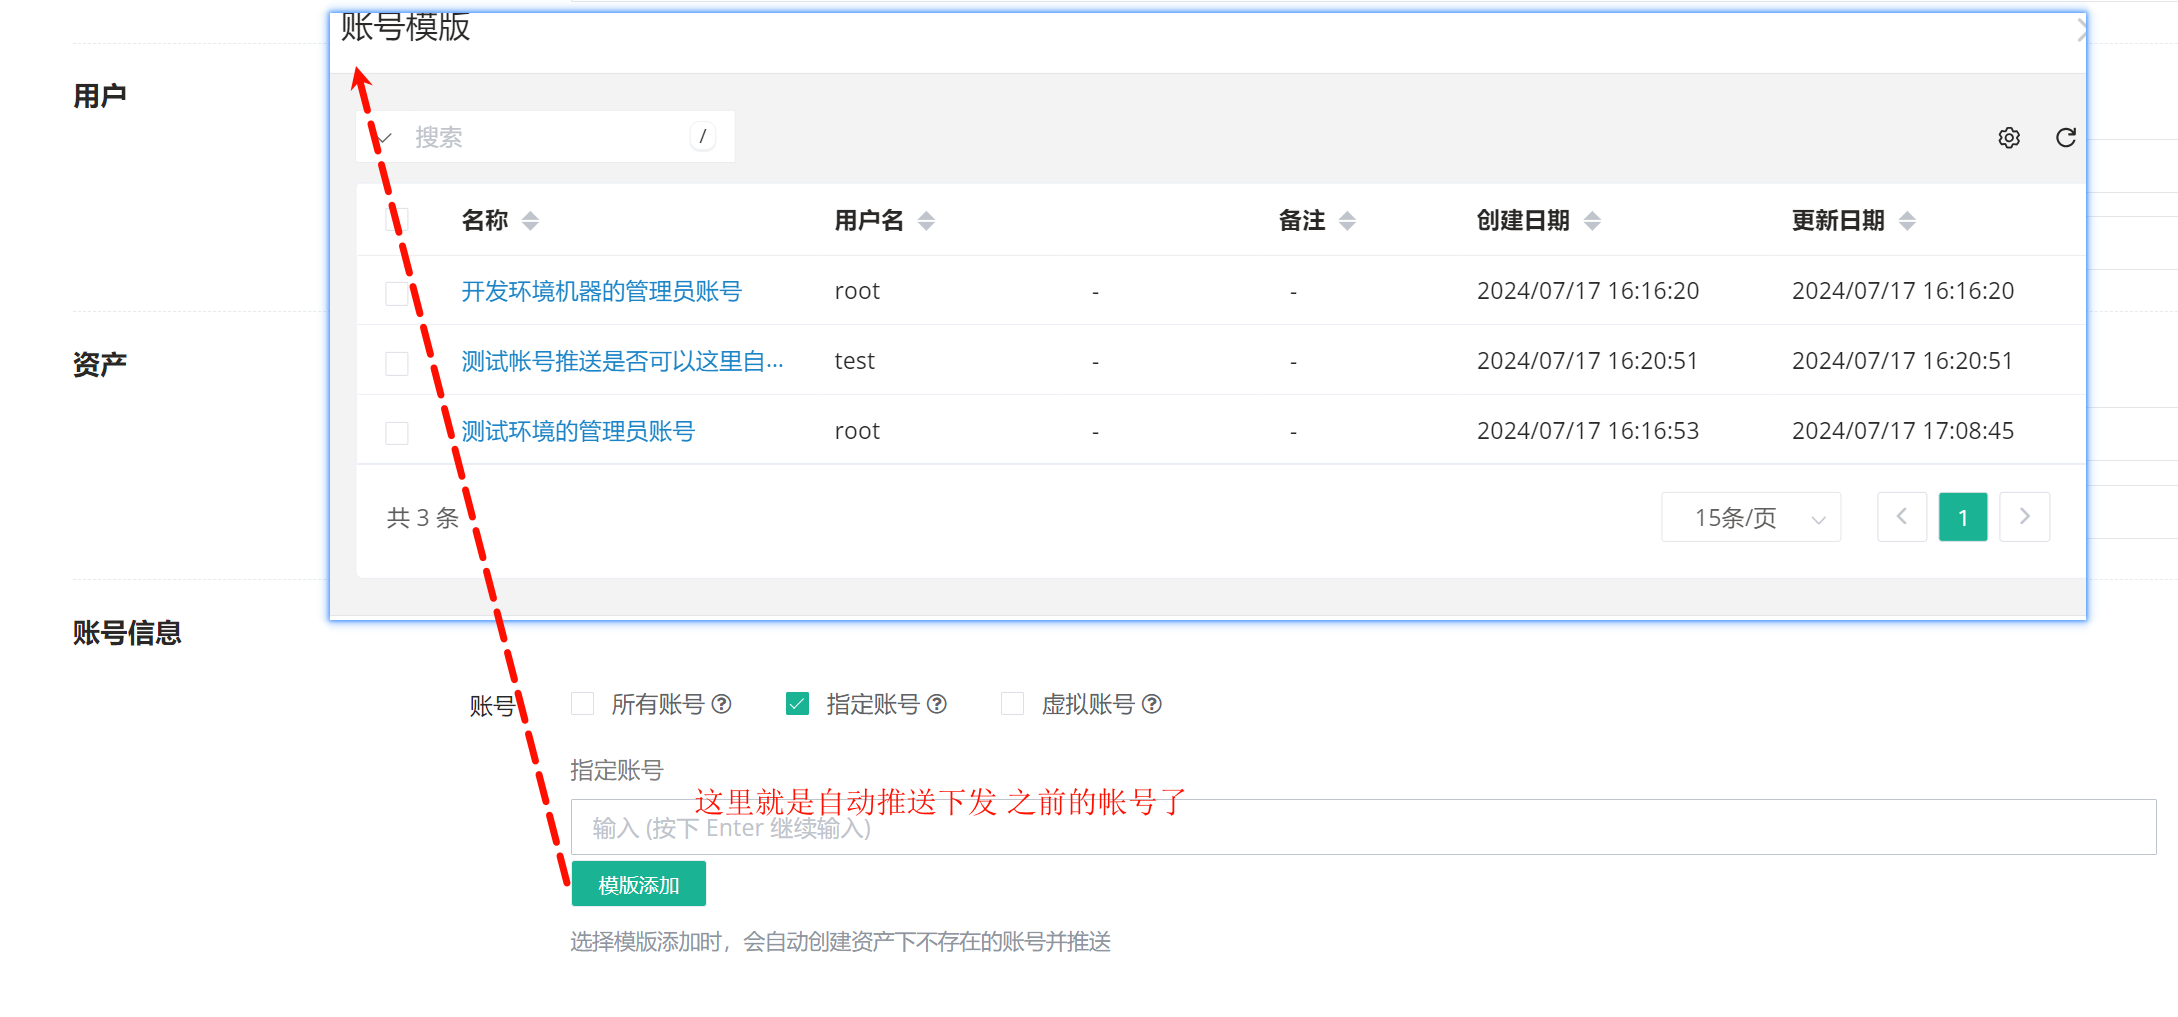 账号模版
用户
搜索 /
名称 用户名 备注 创建日期 更新日期
开发环境机器的管理员账号 root - - 2024/07/17 16:16:20 2024/07/17 16:16:20
资产
测试帐号推送是否可以这里自... test - - 2024/07/17 16:20:51 2024/07/17 16:20:51
测试环境的管理员账号 root - - 2024/07/17 16:16:53 2024/07/17 17:08:45
共 3 条 15条/页 1
账号信息
账号 所有账号 指定账号 虚拟账号
指定账号
这里就是自动推送下发 之前的帐号了
输入 (按下 Enter 继续输入)
模版添加
选择模版添加时，会自动创建资产下不存在的账号并推送